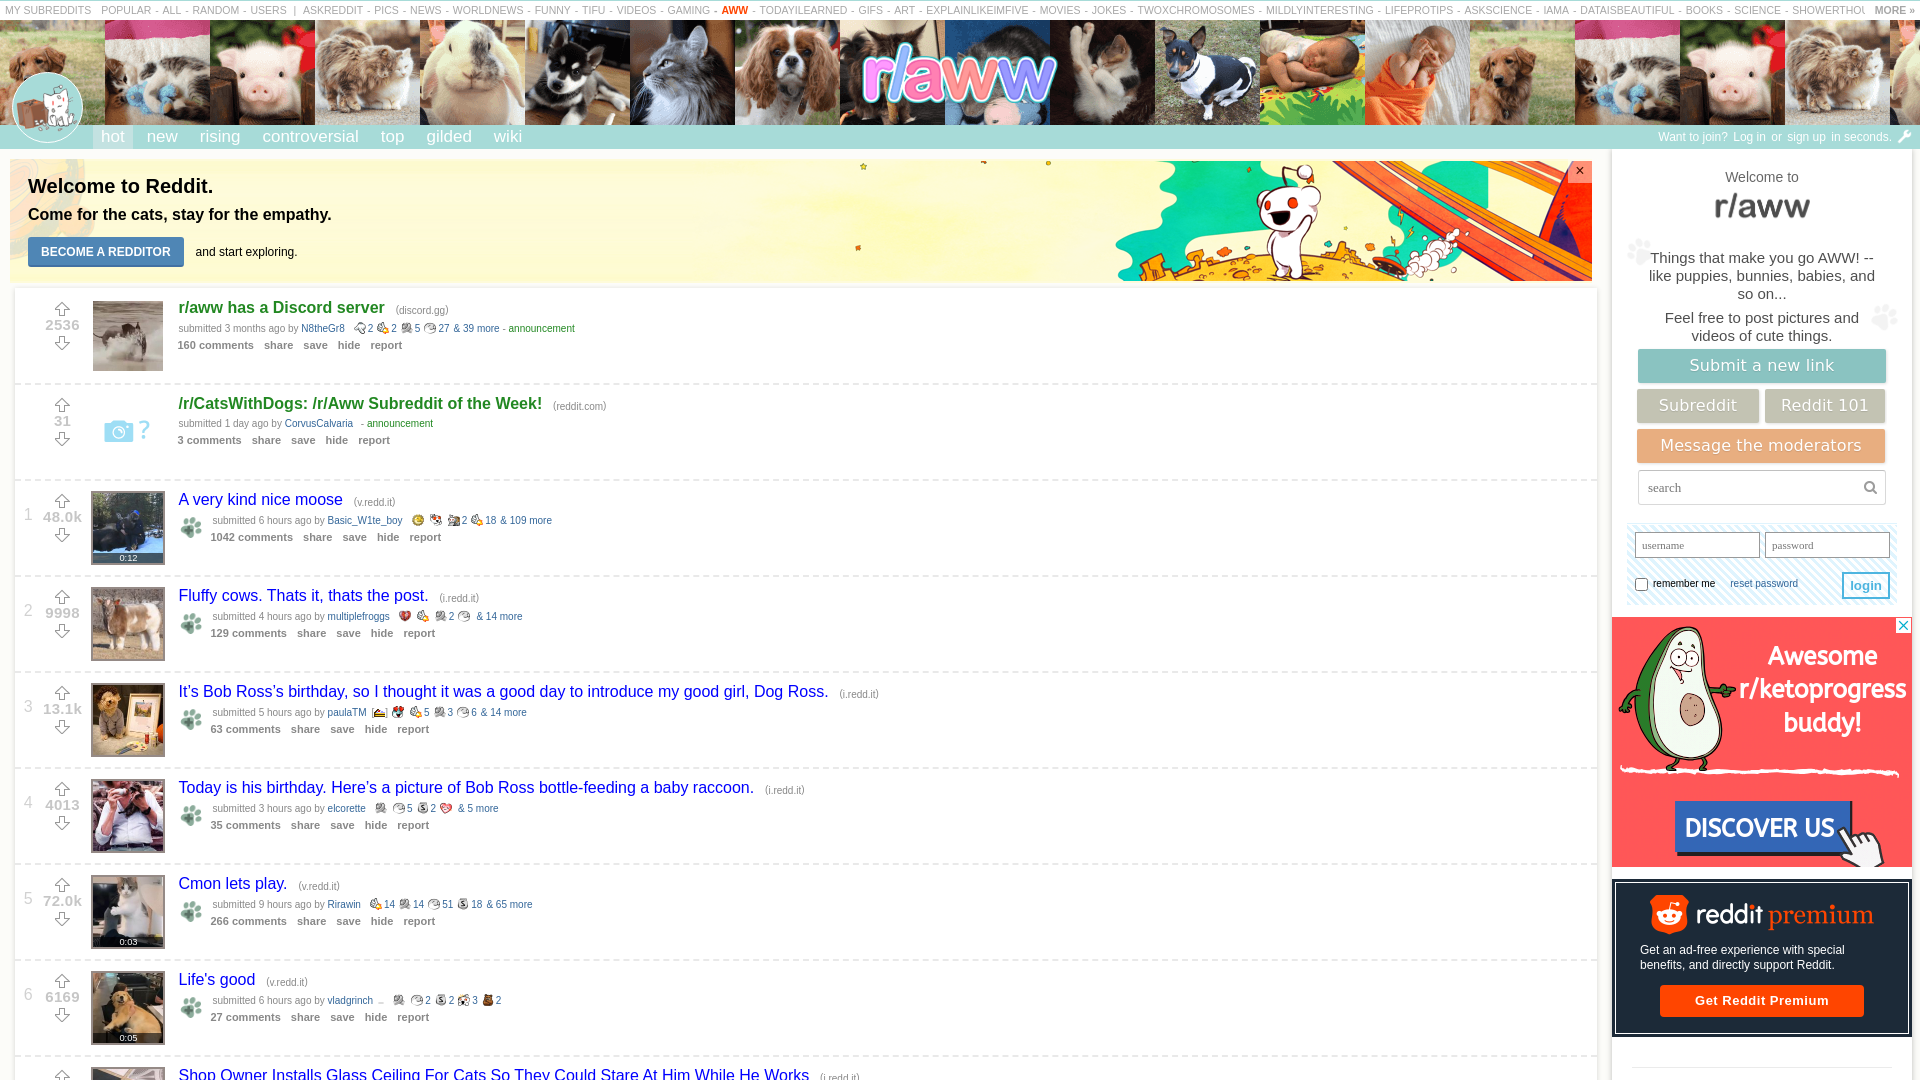 MY SUBREDDITS POPULAR - ALL - RANDOM - USERS | ASKREDDIT - PICS - NEWS - WORLDNEWS - FUNNY - TIFU - VIDEOS - GAMING - AWW - TODAYILEARNED - GIFS - ART - EXPLAINLIKEIMFIVE - MOVIES - JOKES - TWOXCHROMOSOMES - MILDLYINTERESTING - LIFEPROTIPS - ASKSCIENCE - IAMA - DATAISBEAUTIFUL - BOOKS - SCIENCE - SHOWERTHOU MORE »
r/aww
hot new rising controversial top gilded wiki
Want to join? Log in or sign up in seconds.
Welcome to Reddit.
Come for the cats, stay for the empathy.
BECOME A REDDITOR and start exploring.
×
2536
r/aww has a Discord server (discord.gg)
submitted 3 months ago by N8theGr8 2 2 5 27 & 39 more - announcement
160 comments share save hide report
31
?
/r/CatsWithDogs: /r/Aww Subreddit of the Week! (reddit.com)
submitted 1 day ago by CorvusCalvaria - announcement
3 comments share save hide report
1
48.0k
0:12
A very kind nice moose (v.redd.it)
submitted 6 hours ago by Basic_W1te_boy 2 18 & 109 more
1042 comments share save hide report
2
9998
Fluffy cows. Thats it, thats the post. (i.redd.it)
submitted 4 hours ago by multiplefroggs 2 & 14 more
129 comments share save hide report
3
13.1k
It’s Bob Ross’s birthday, so I thought it was a good day to introduce my good girl, Dog Ross. (i.redd.it)
submitted 5 hours ago by paulaTM [ ] 5 3 6 & 14 more
63 comments share save hide report
4
4013
Today is his birthday. Here’s a picture of Bob Ross bottle-feeding a baby raccoon. (i.redd.it)
submitted 3 hours ago by elcorette 5 2 & 5 more
35 comments share save hide report
5
72.0k
0:03
Cmon lets play. (v.redd.it)
submitted 9 hours ago by Rirawin 14 14 51 18 & 65 more
266 comments share save hide report
6
6169
0:05
Life's good (v.redd.it)
submitted 6 hours ago by vladgrinch 2 2 3 2
27 comments share save hide report
Shop Owner Installs Glass Ceiling For Cats So They Could Stare At Him While He Works (i.redd.it)
Welcome to
r/aww
Things that make you go AWW! --
like puppies, bunnies, babies, and
so on...
Feel free to post pictures and
videos of cute things.
Submit a new link
Subreddit Reddit 101
Message the moderators
search
username password
remember me reset password login
Awesome
r/ketoprogress
buddy!
DISCOVER US
reddit premium
Get an ad-free experience with special
benefits, and directly support Reddit.
Get Reddit Premium